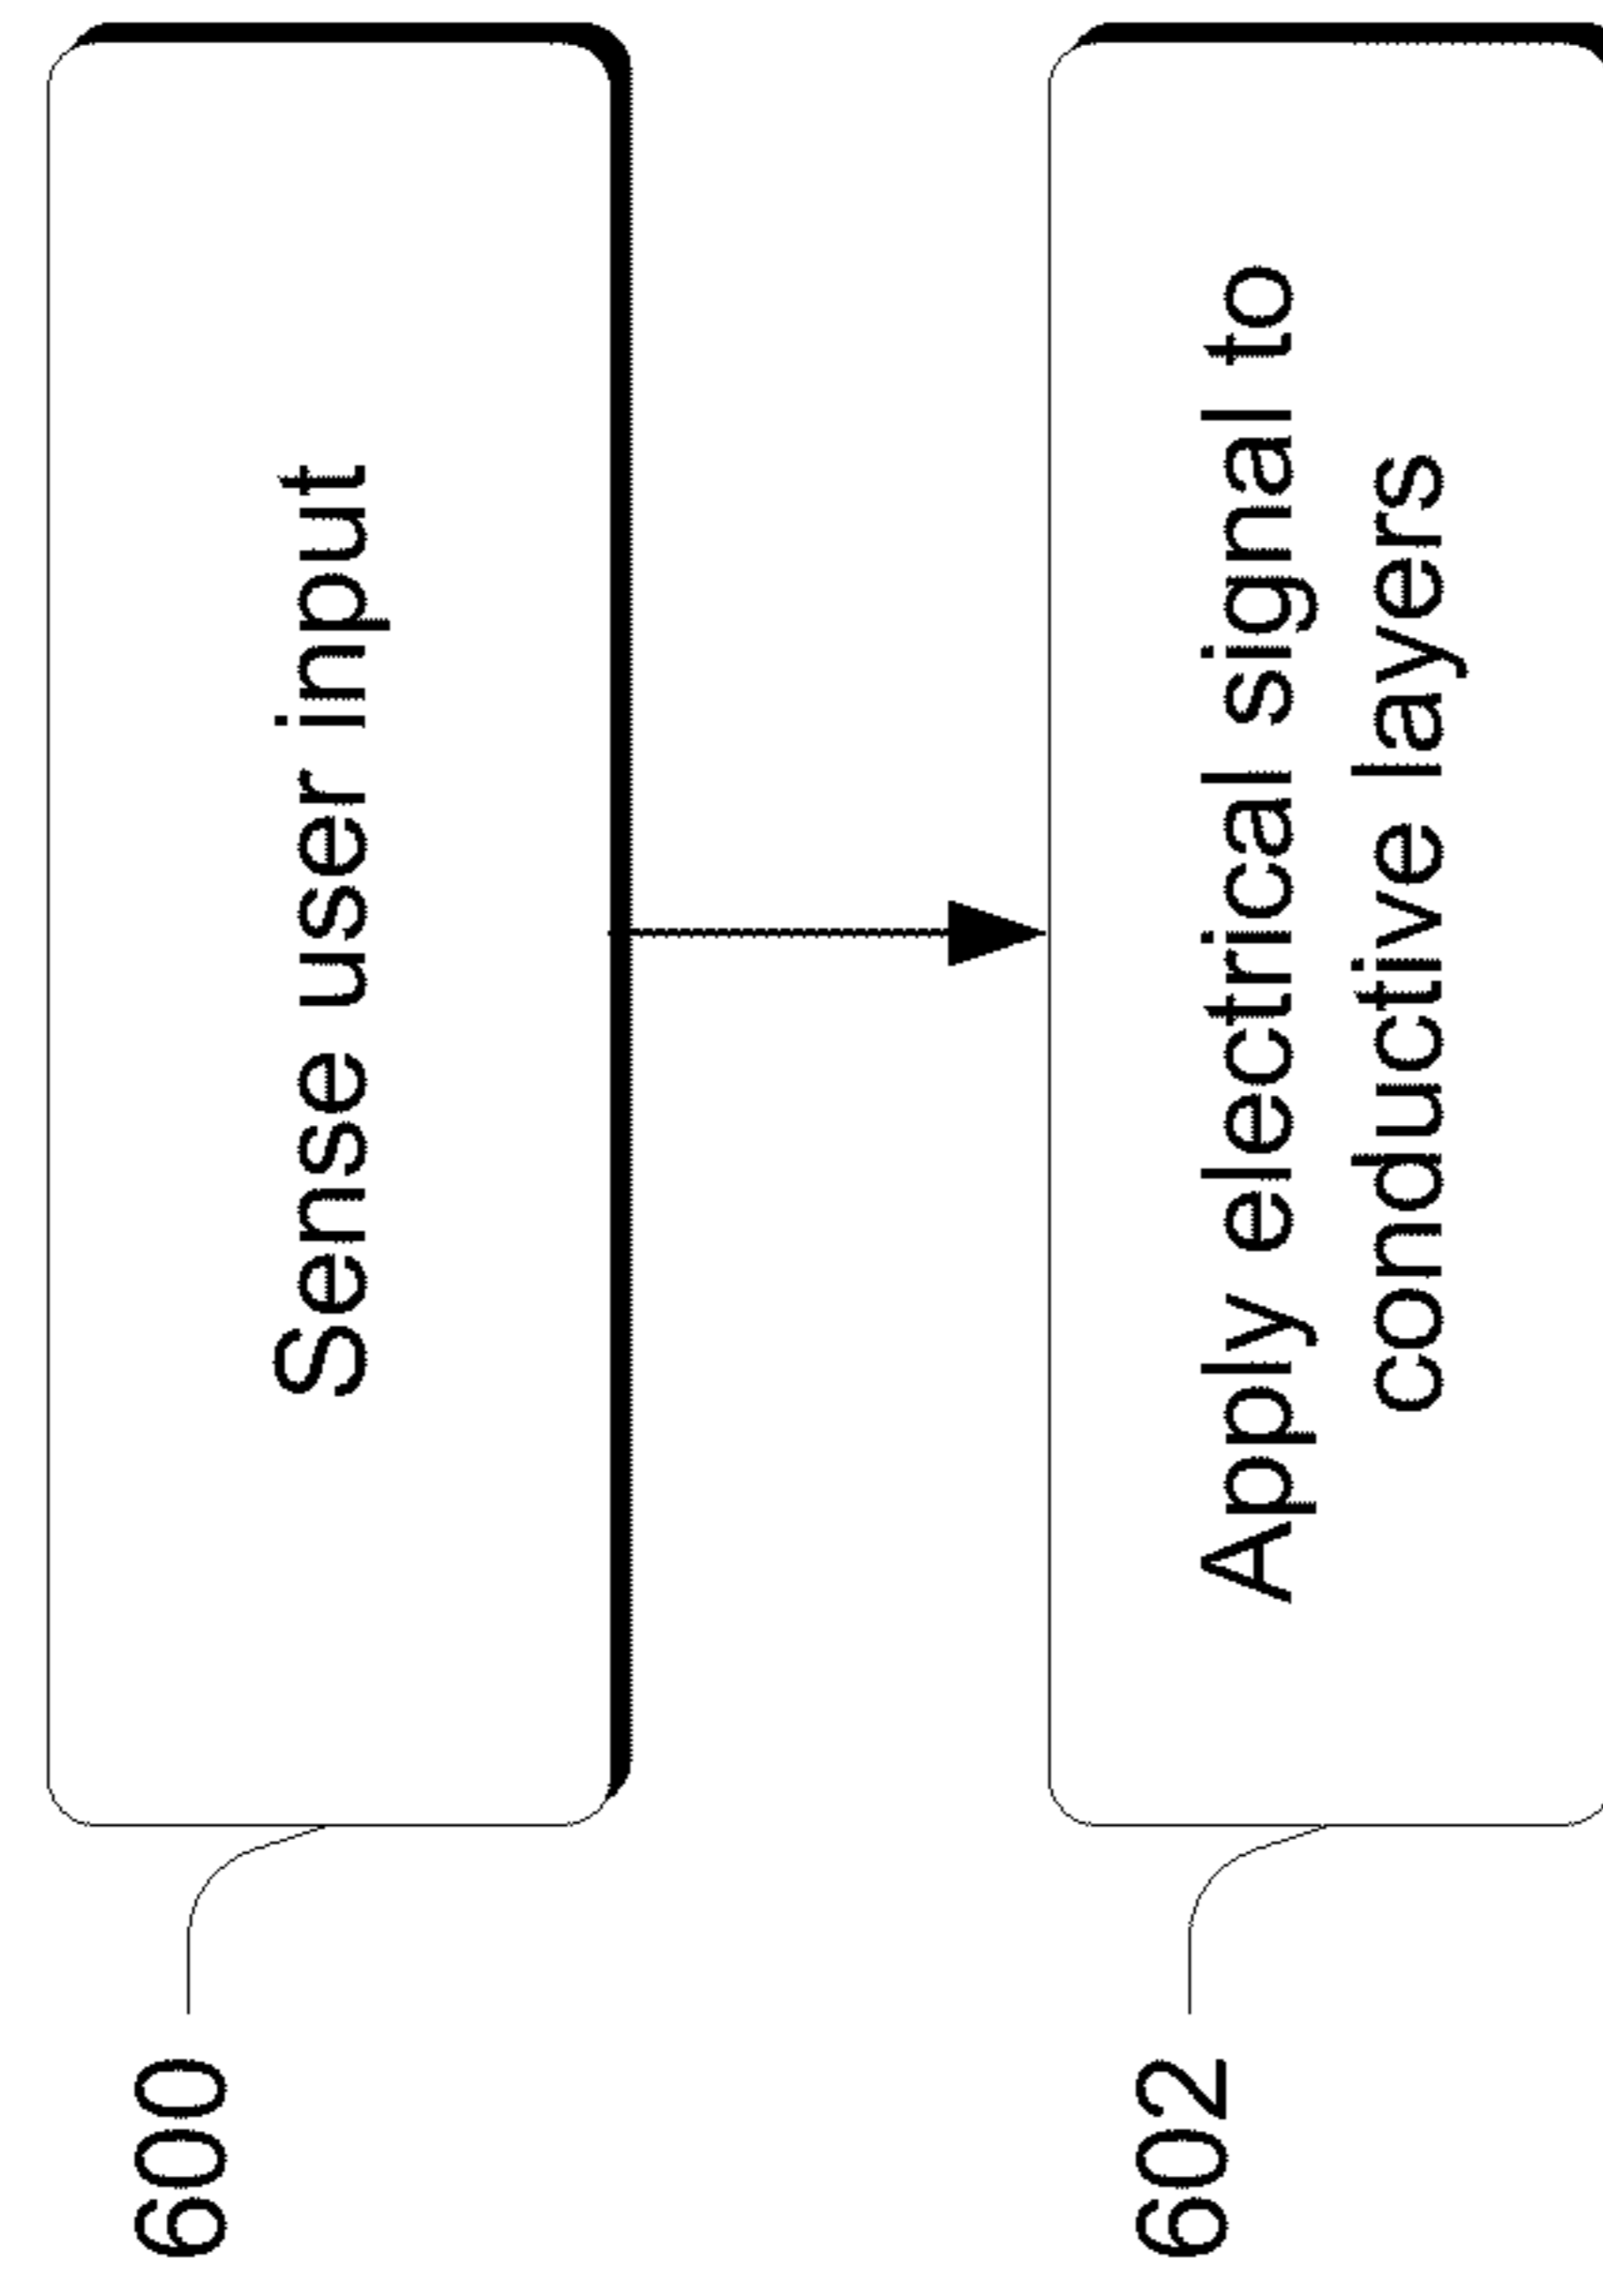 600
Sense user input
602
Apply electrical signal to
conductive layers